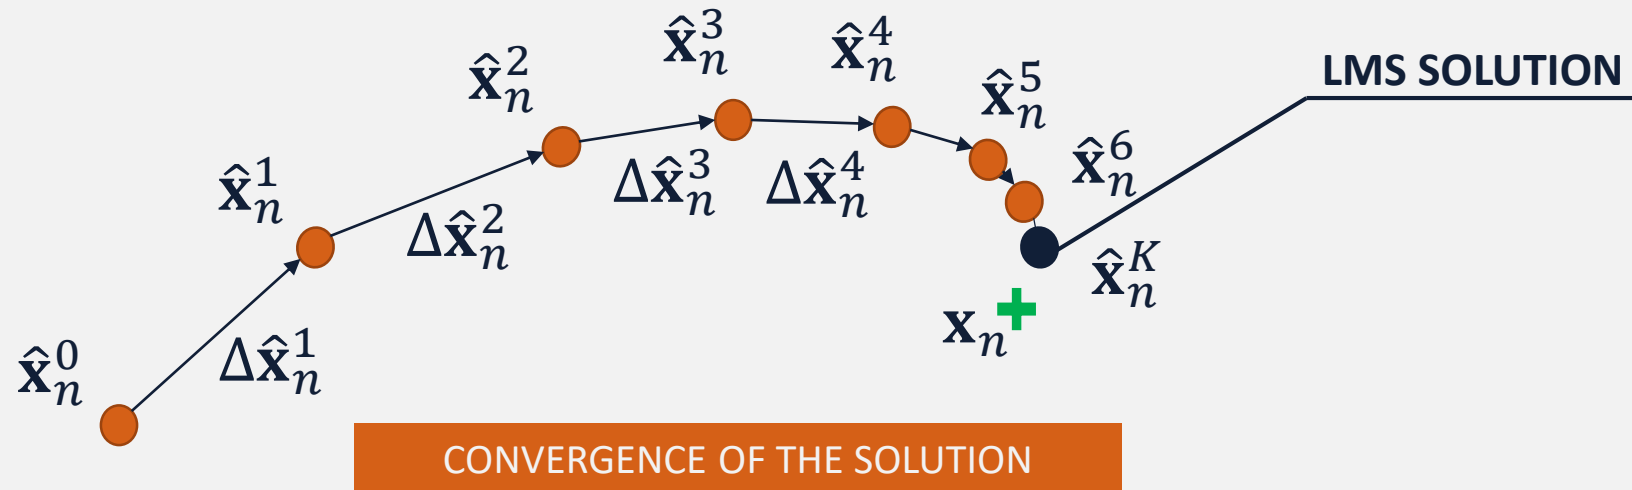 x̂ₙ⁰
Δx̂ₙ¹
x̂ₙ¹
Δx̂ₙ²
x̂ₙ²
Δx̂ₙ³
x̂ₙ³
Δx̂ₙ⁴
x̂ₙ⁴
x̂ₙ⁵
x̂ₙ⁶
x̂ₙᴷ
xₙ
LMS SOLUTION
CONVERGENCE OF THE SOLUTION